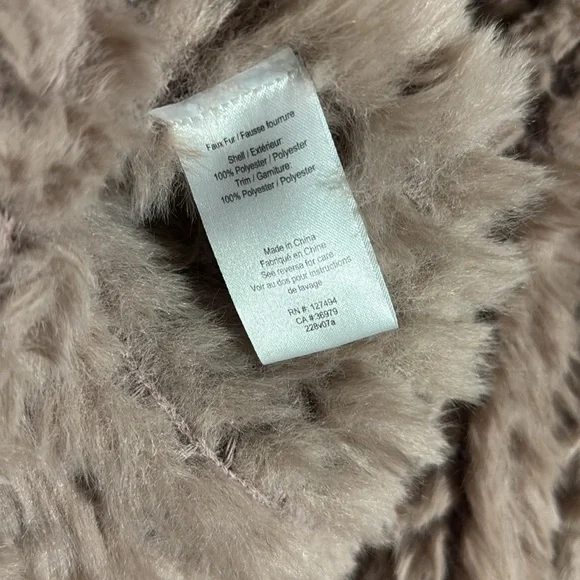 Faux Fur / Fausse fourrure
Shell / Extérieur:
100% Polyester / Polyester
Trim / Garniture:
100% Polyester / Polyester
Made in China
Fabriqué en Chine
See reverse for care
Voir au dos pour instructions
de lavage
RN #: 127494
CA #:36979
228v07a